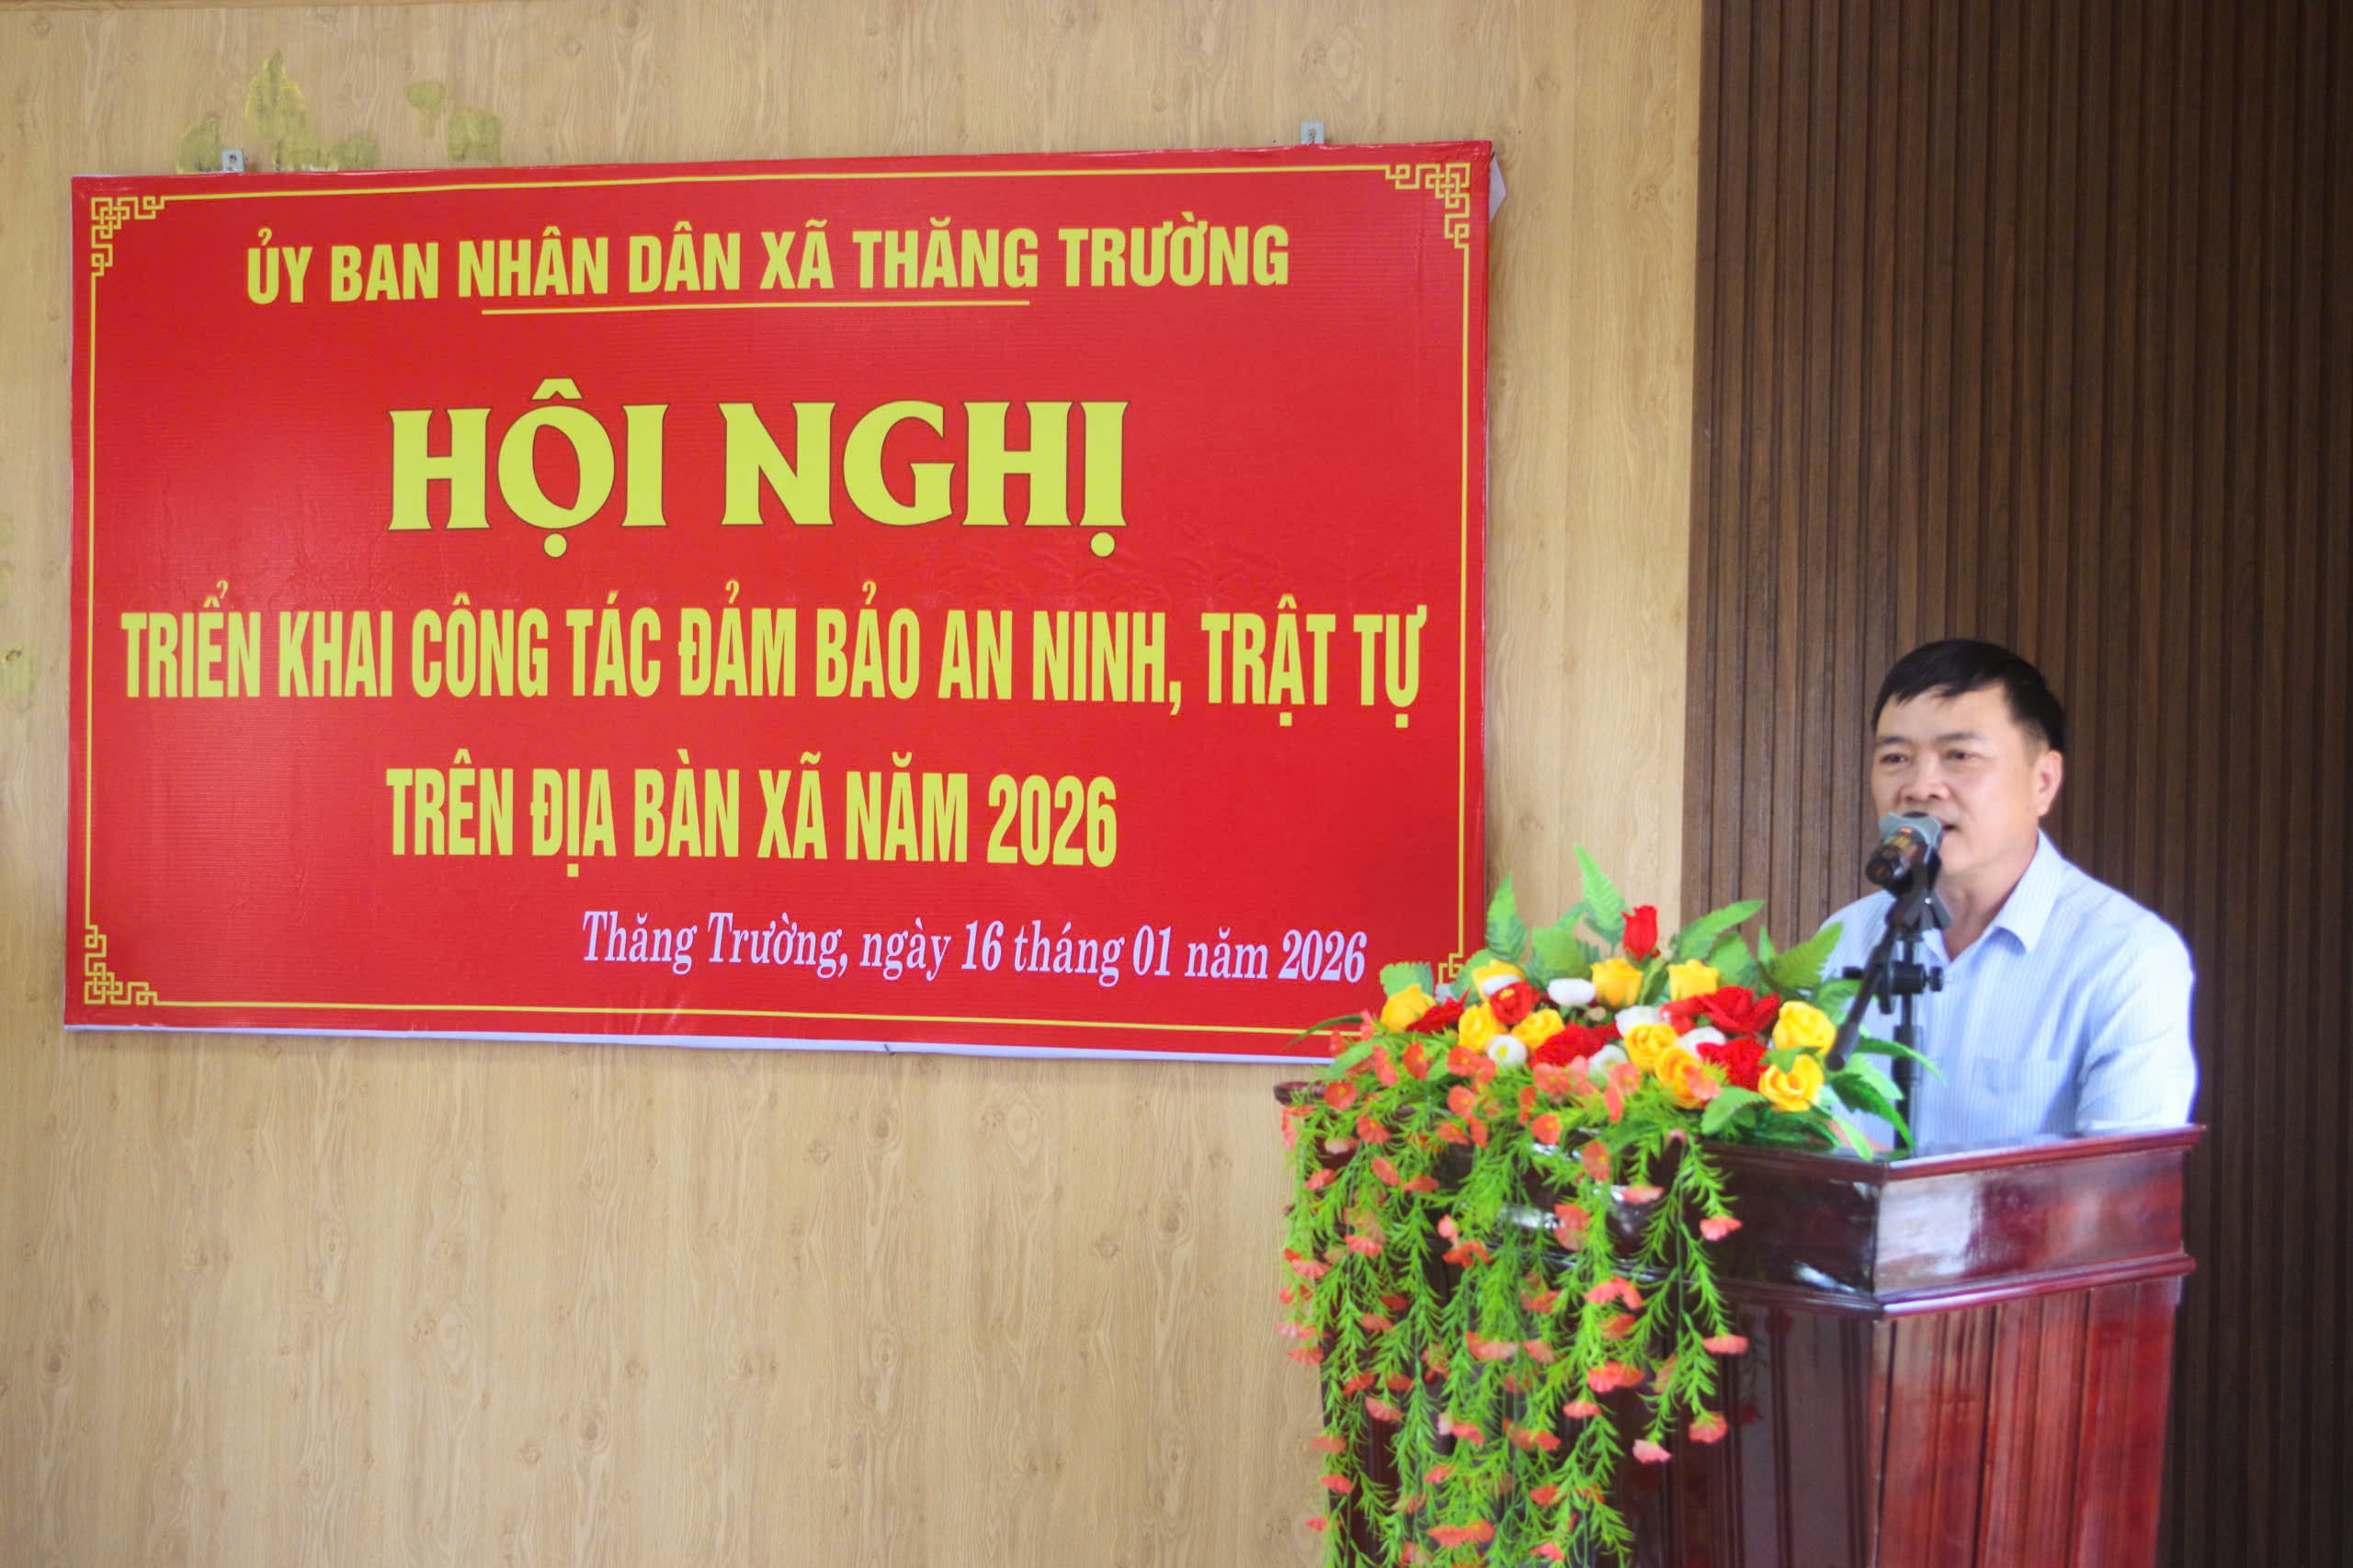 ỦY BAN NHÂN DÂN XÃ THĂNG TRƯỜNG
HỘI NGHỊ
TRIỂN KHAI CÔNG TÁC ĐẢM BẢO AN NINH, TRẬT TỰ
TRÊN ĐỊA BÀN XÃ NĂM 2026
Thăng Trường, ngày 16 tháng 01 năm 2026